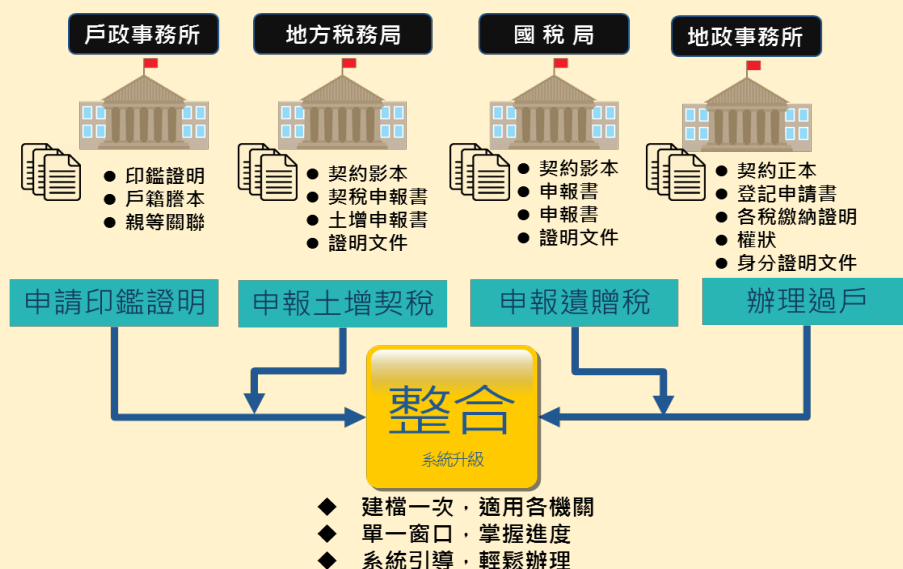 戶政事務所
地方稅務局
國稅局
地政事務所
● 印鑑證明
● 戶籍謄本
● 親等關聯
● 契約影本
● 契稅申報書
● 土增申報書
● 證明文件
● 契約影本
● 申報書
● 申報書
● 證明文件
● 契約正本
● 登記申請書
● 各稅繳納證明
● 權狀
● 身分證明文件
申請印鑑證明
申報土增契稅
申報遺贈稅
辦理過戶
整合
系統升級
◆ 建檔一次，適用各機關
◆ 單一窗口，掌握進度
◆ 系統引導，輕鬆辦理